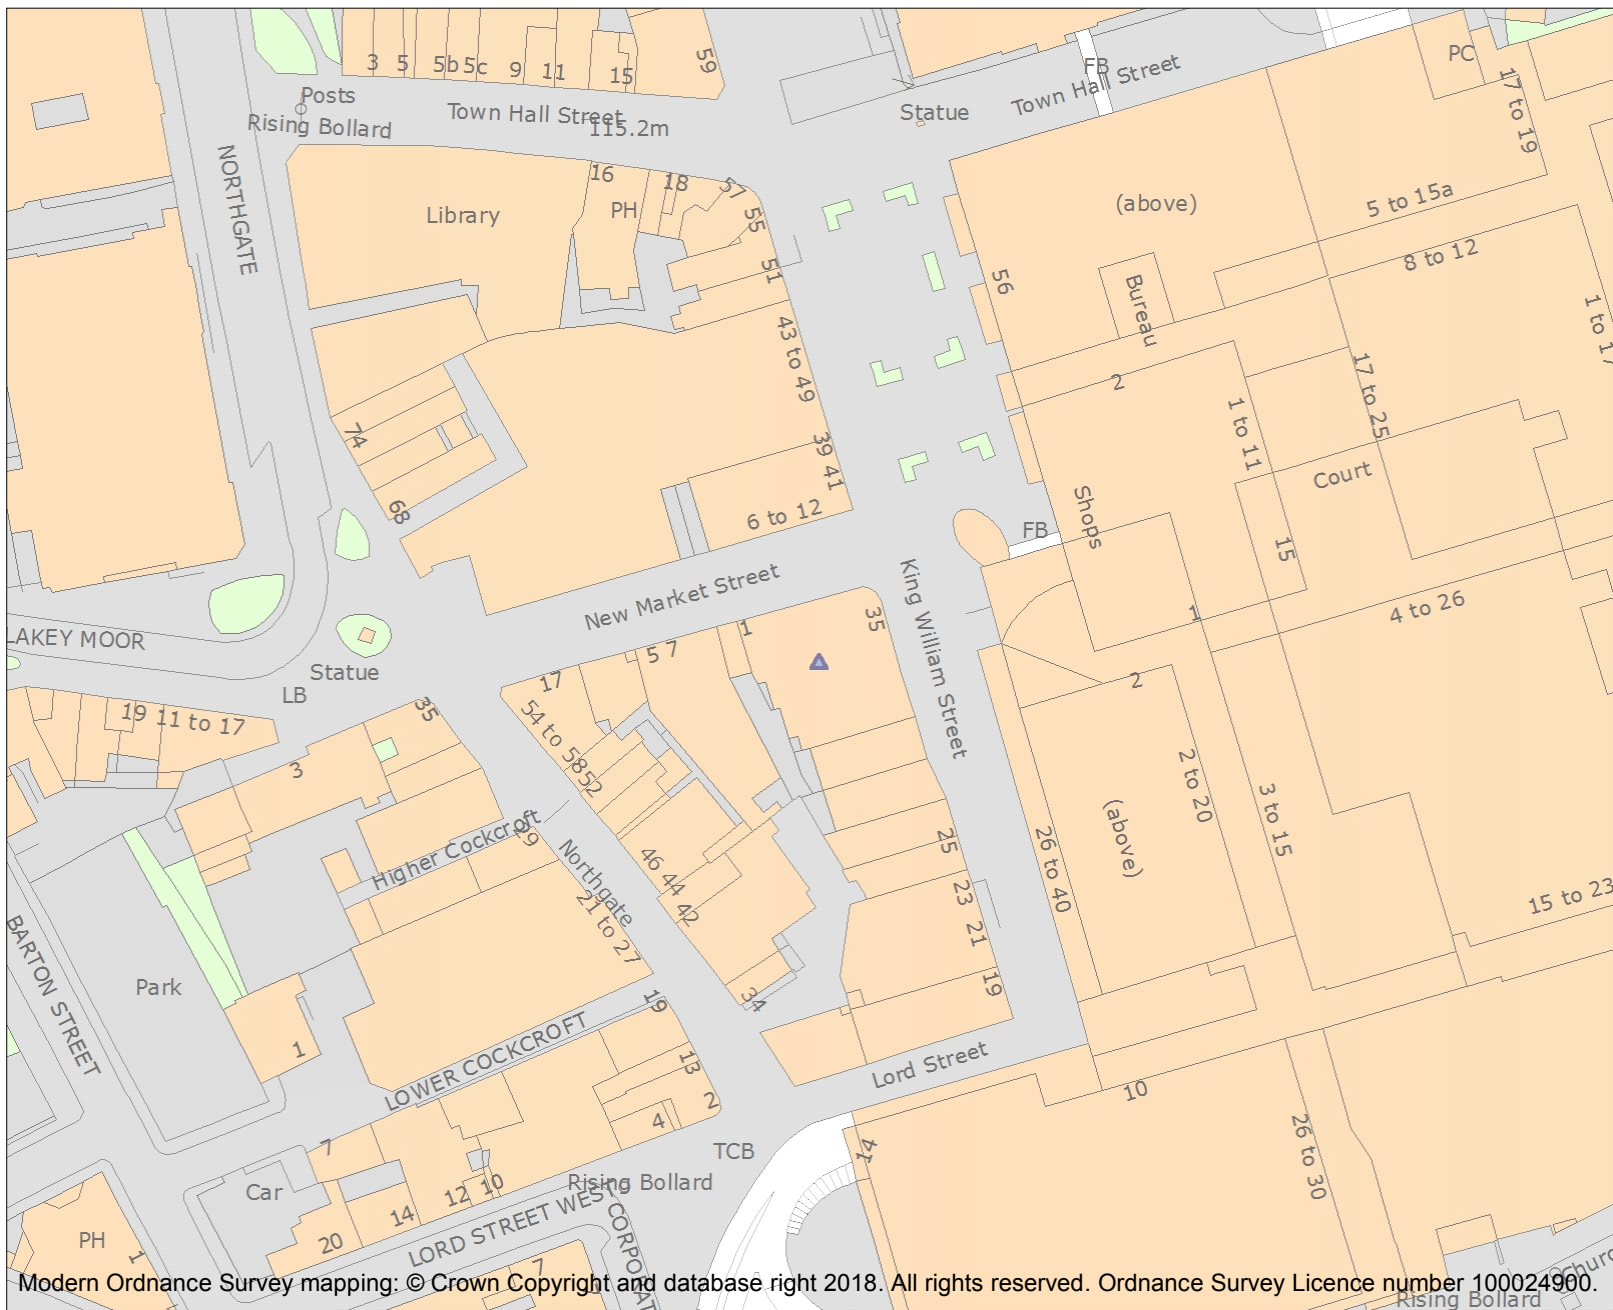 3 5 5b 5c 9 11 15 59
FB
PC
Posts
Town Hall Street
115.2m
Statue
Town Hall Street
17 to 19
Rising Bollard
NORTHGATE
16
18
57
55
Library
PH
(above)
5 to 15a
51
56
8 to 12
Bureau
43 to 49
1 to 17
2
17 to 25
74
39
41
1 to 11
Court
68
6 to 12
Shops
FB
15
New Market Street
35
King William Street
1
4 to 26
LAKEY MOOR
Statue
LB
5 7
1
17
2
19 11 to 17
35
54 to 58
52
3
2 to 20
3 to 15
(above)
Higher Cockcroft
29
Northgate
46 44 42
25
26 to 40
23
21
21 to 27
15 to 23
BARTON STREET
Park
19
34
19
1
LOWER COCKCROFT
13
Lord Street
10
2
4
7
TCB
14
26 to 30
Car
12 10
Rising Bollard
14
LORD STREET WEST
20
PH
1
7
Modern Ordnance Survey mapping: © Crown Copyright and database right 2018. All rights reserved. Ordnance Survey Licence number 100024900.
Rising Bollard